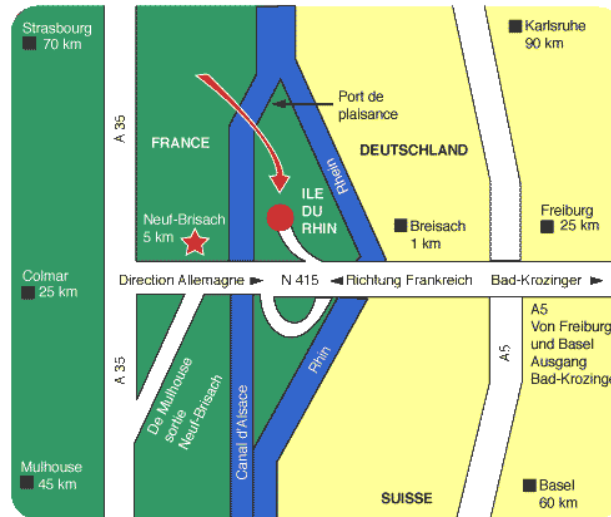 Strasbourg
70 km
Karlsruhe
90 km
A 35
Port de
plaisance
FRANCE
DEUTSCHLAND
Rhein
ILE
DU
RHIN
Neuf-Brisach
5 km
Breisach
1 km
Freiburg
25 km
Colmar
25 km
Direction Allemagne
N 415
Richtung Frankreich
Bad-Krozinger
A5
Von Freiburg
und Basel
Ausgang
Bad-Krozinger
A5
A 35
De Mulhouse
sortie
Neuf-Brisach
Canal d'Alsace
Rhin
Mulhouse
45 km
SUISSE
Basel
60 km